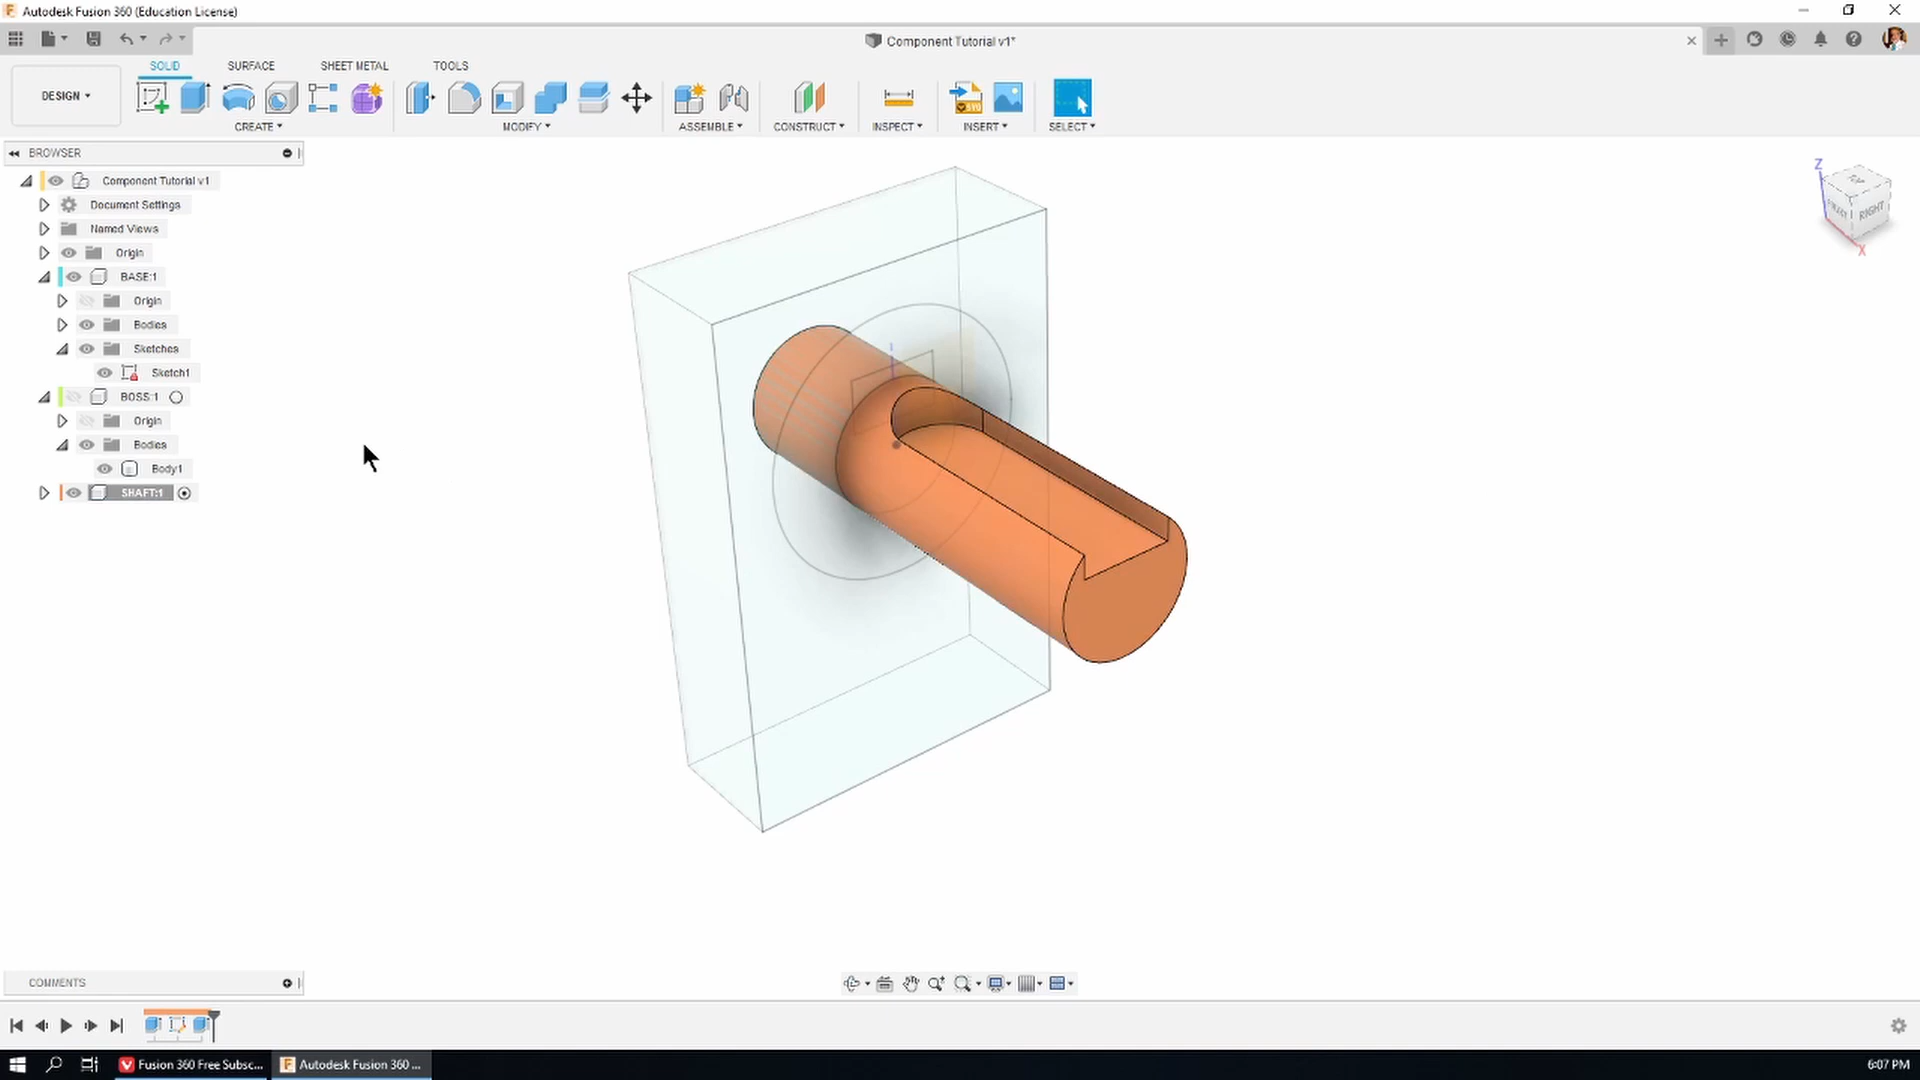 Autodesk Fusion 360 (Education License)
Component Tutorial v1*
SOLID
SURFACE
SHEET METAL
TOOLS
DESIGN
CREATE
MODIFY
ASSEMBLE
CONSTRUCT
INSPECT
INSERT
SELECT
BROWSER
Component Tutorial v1
Document Settings
Named Views
Origin
BASE:1
Origin
Bodies
Sketches
Sketch1
BOSS:1
Origin
Bodies
Body1
SHAFT:1
Z
TOP
FRONT
RIGHT
X
COMMENTS
Fusion 360 Free Subsc...
Autodesk Fusion 360 ...
6:07 PM